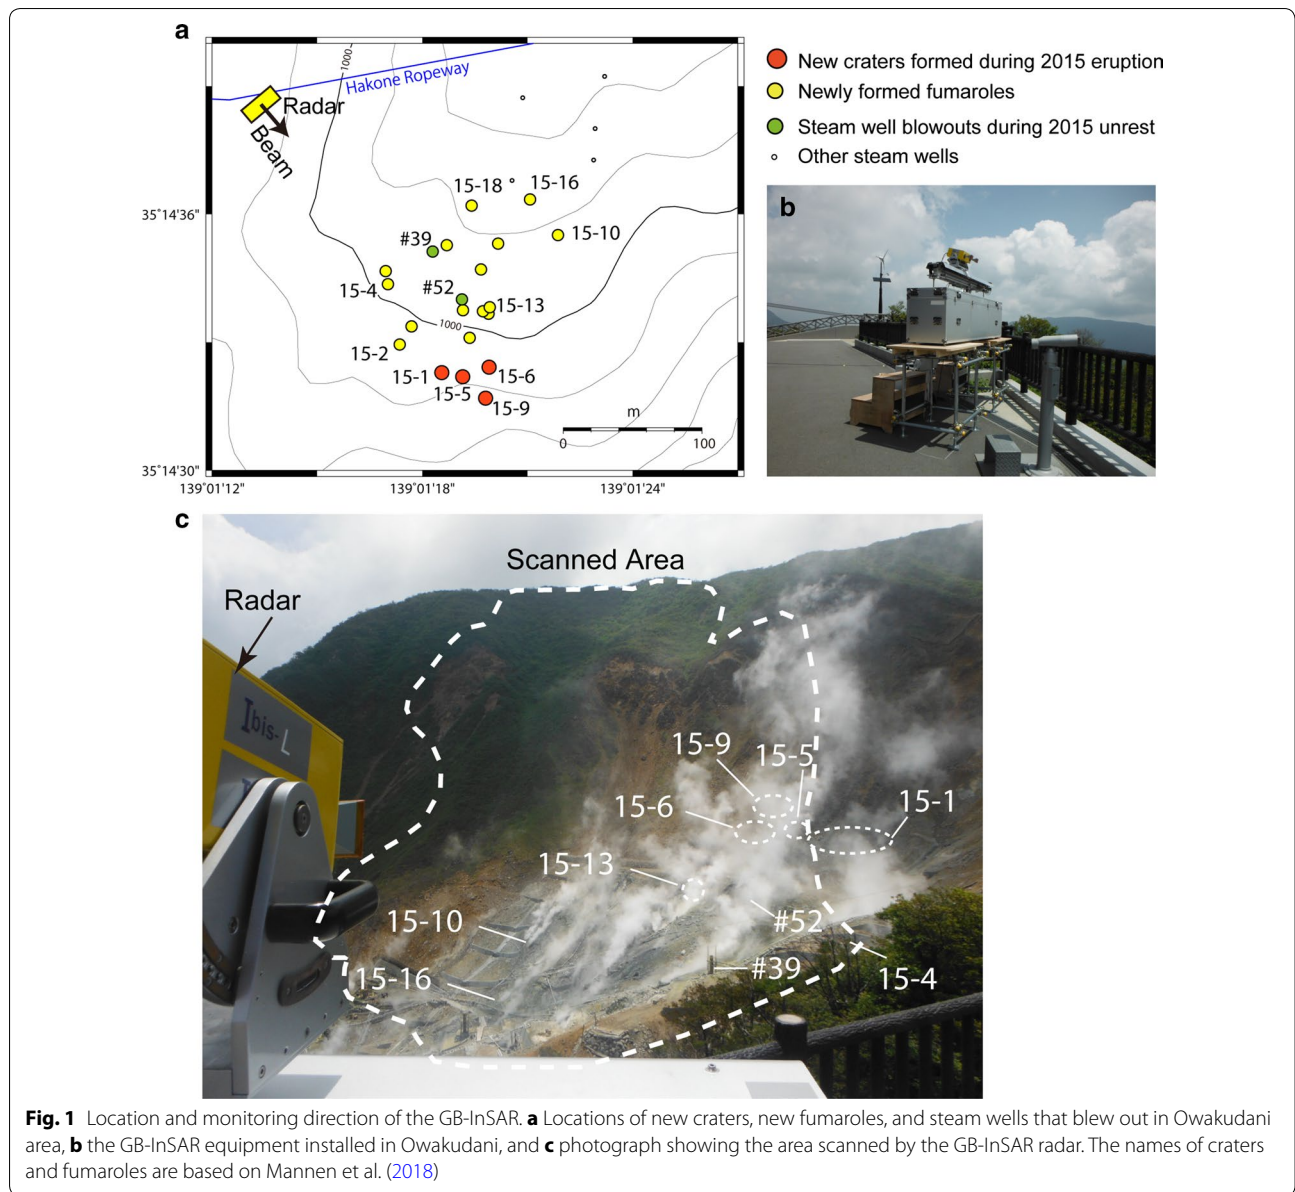 a
1000
Hakone Ropeway
Radar
Beam
15-18
15-16
#39
15-10
15-4
#52
15-13
1000
15-2
15-1
15-6
15-5
15-9
m
0
100
35°14'36"
35°14'30"
139°01'12"
139°01'18"
139°01'24"
New craters formed during 2015 eruption
Newly formed fumaroles
Steam well blowouts during 2015 unrest
Other steam wells
b
c
Scanned Area
Radar
Ibis-L
15-9
15-5
15-6
15-1
15-13
15-10
#52
15-16
#39
15-4
Fig. 1 Location and monitoring direction of the GB-InSAR. a Locations of new craters, new fumaroles, and steam wells that blew out in Owakudani
area, b the GB-InSAR equipment installed in Owakudani, and c photograph showing the area scanned by the GB-InSAR radar. The names of craters
and fumaroles are based on Mannen et al. (2018)